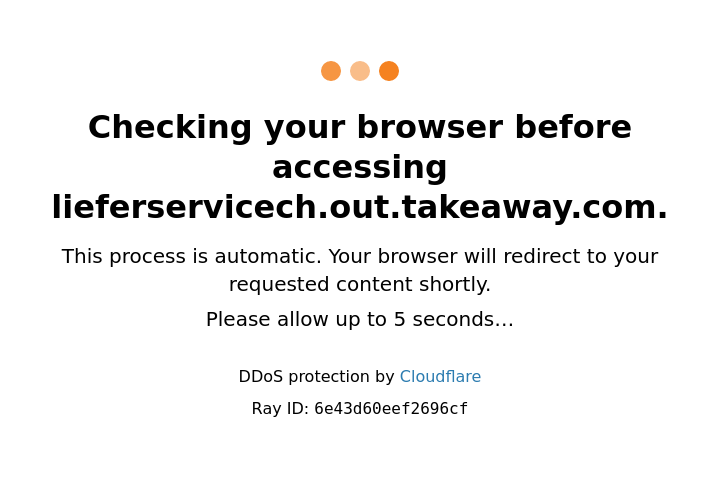 Checking your browser before
accessing
lieferservicech.out.takeaway.com.
This process is automatic. Your browser will redirect to your
requested content shortly.
Please allow up to 5 seconds…
DDoS protection by Cloudflare
Ray ID: 6e43d60eef2696cf